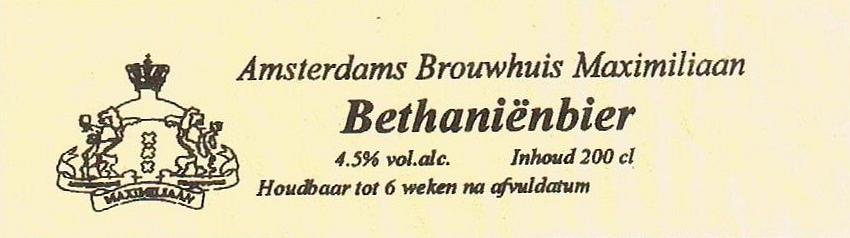 Amsterdams Brouwhuis Maximiliaan
Bethaniënbier
4.5% vol.alc. Inhoud 200 cl
Houdbaar tot 6 weken na afvuldatum
MAXIMILIAAN